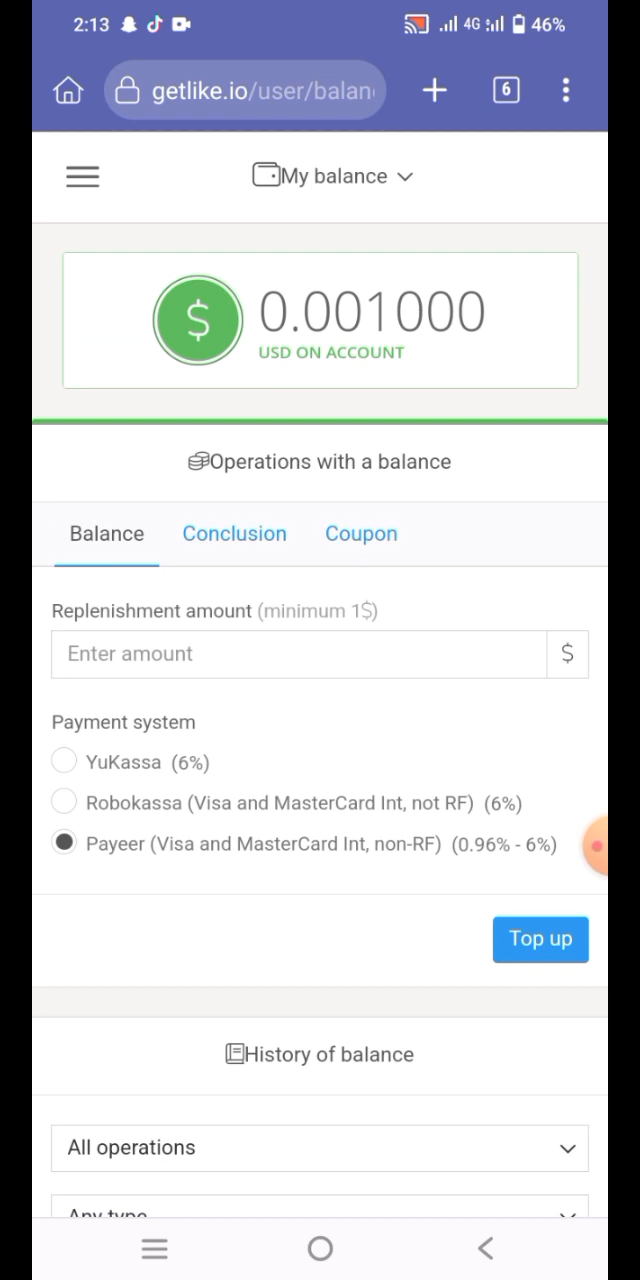 2:13 4G 46%
getlike.io/user/balan
6
My balance
$ 0.001000
USD ON ACCOUNT
Operations with a balance
Balance Conclusion Coupon
Replenishment amount (minimum 1$)
Enter amount $
Payment system
YuKassa (6%)
Robokassa (Visa and MasterCard Int, not RF) (6%)
Payeer (Visa and MasterCard Int, non-RF) (0.96% - 6%)
Top up
History of balance
All operations
Any type